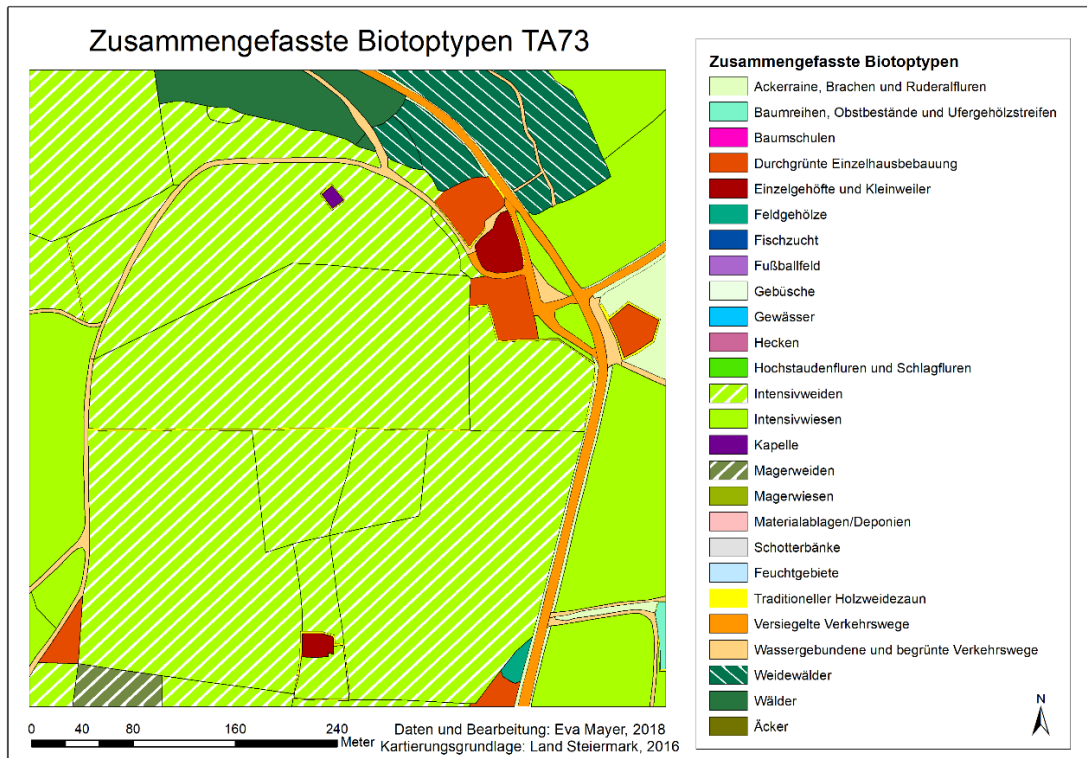 Zusammengefasste Biotoptypen TA73
Zusammengefasste Biotoptypen
Ackerraine, Brachen und Ruderalfluren
Baumreihen, Obstbestände und Ufergehölzstreifen
Baumschulen
Durchgrünte Einzelhausbebauung
Einzelgehöfte und Kleinweiler
Feldgehölze
Fischzucht
Fußballfeld
Gebüsche
Gewässer
Hecken
Hochstaudenfluren und Schlagfluren
Intensivweiden
Intensivwiesen
Kapelle
Magerweiden
Magerwiesen
Materialablagen/Deponien
Schotterbänke
Feuchtgebiete
Traditioneller Holzweidezaun
Versiegelte Verkehrswege
Wassergebundene und begrünte Verkehrswege
Weidewälder
Wälder
Äcker
N
0 40 80 160 240
Meter
Daten und Bearbeitung: Eva Mayer, 2018
Kartierungsgrundlage: Land Steiermark, 2016